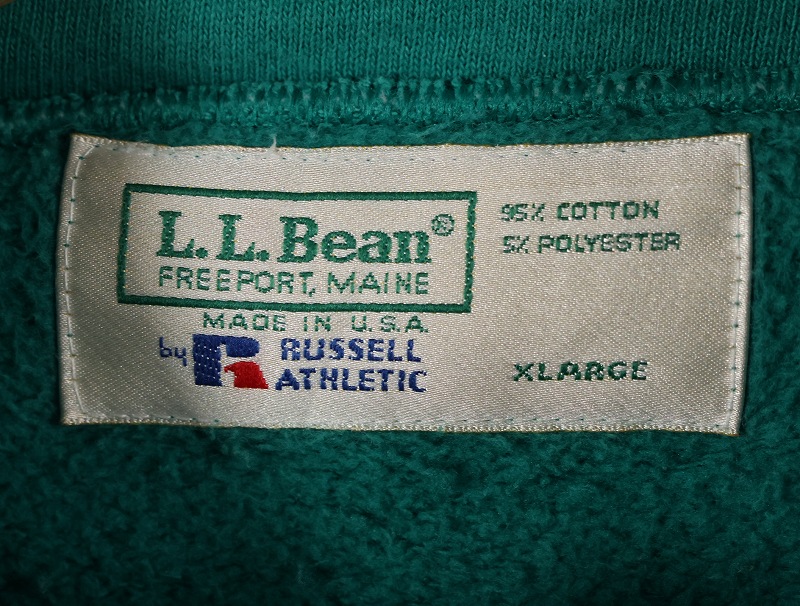 L.L.Bean®
FREEPORT, MAINE
MADE IN U.S.A.
by R RUSSELL
ATHLETIC
95% COTTON
5% POLYESTER
XLARGE